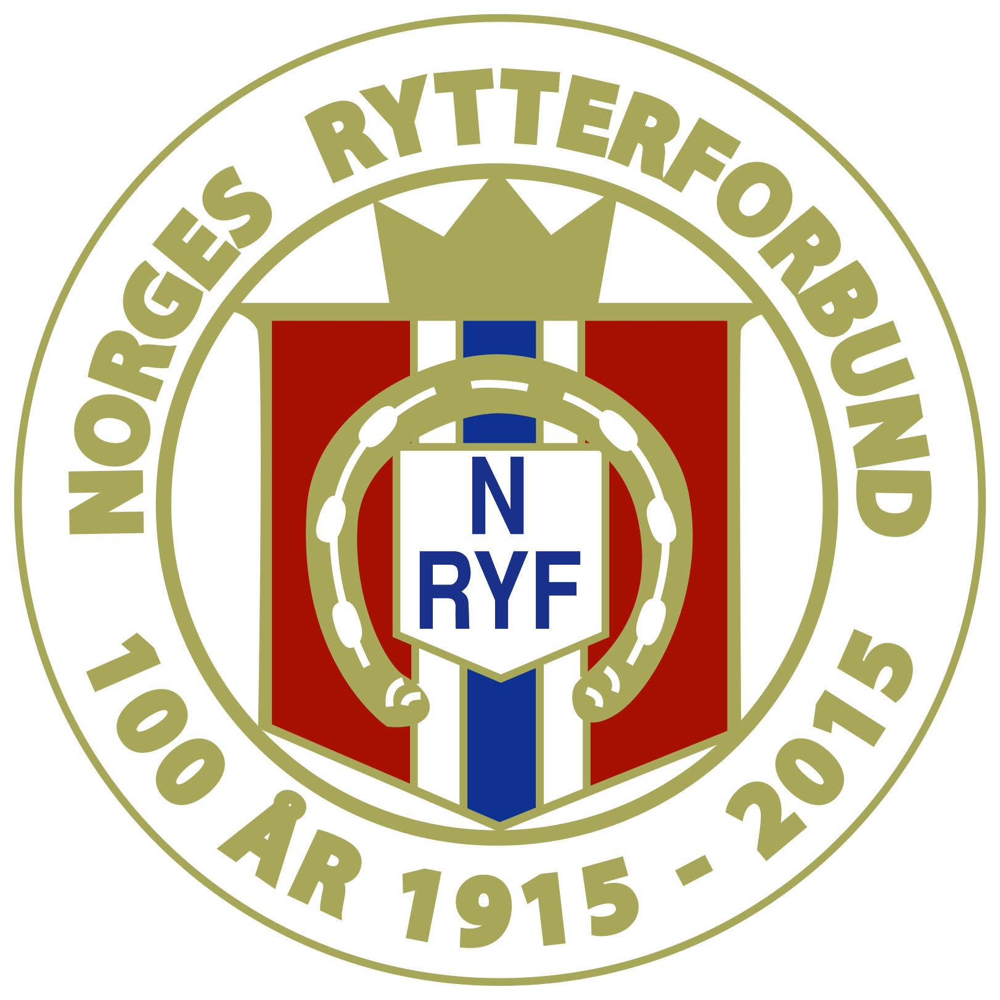 NORGES RYTTERFORBUND
N
RYF
100 ÅR 1915 - 2015